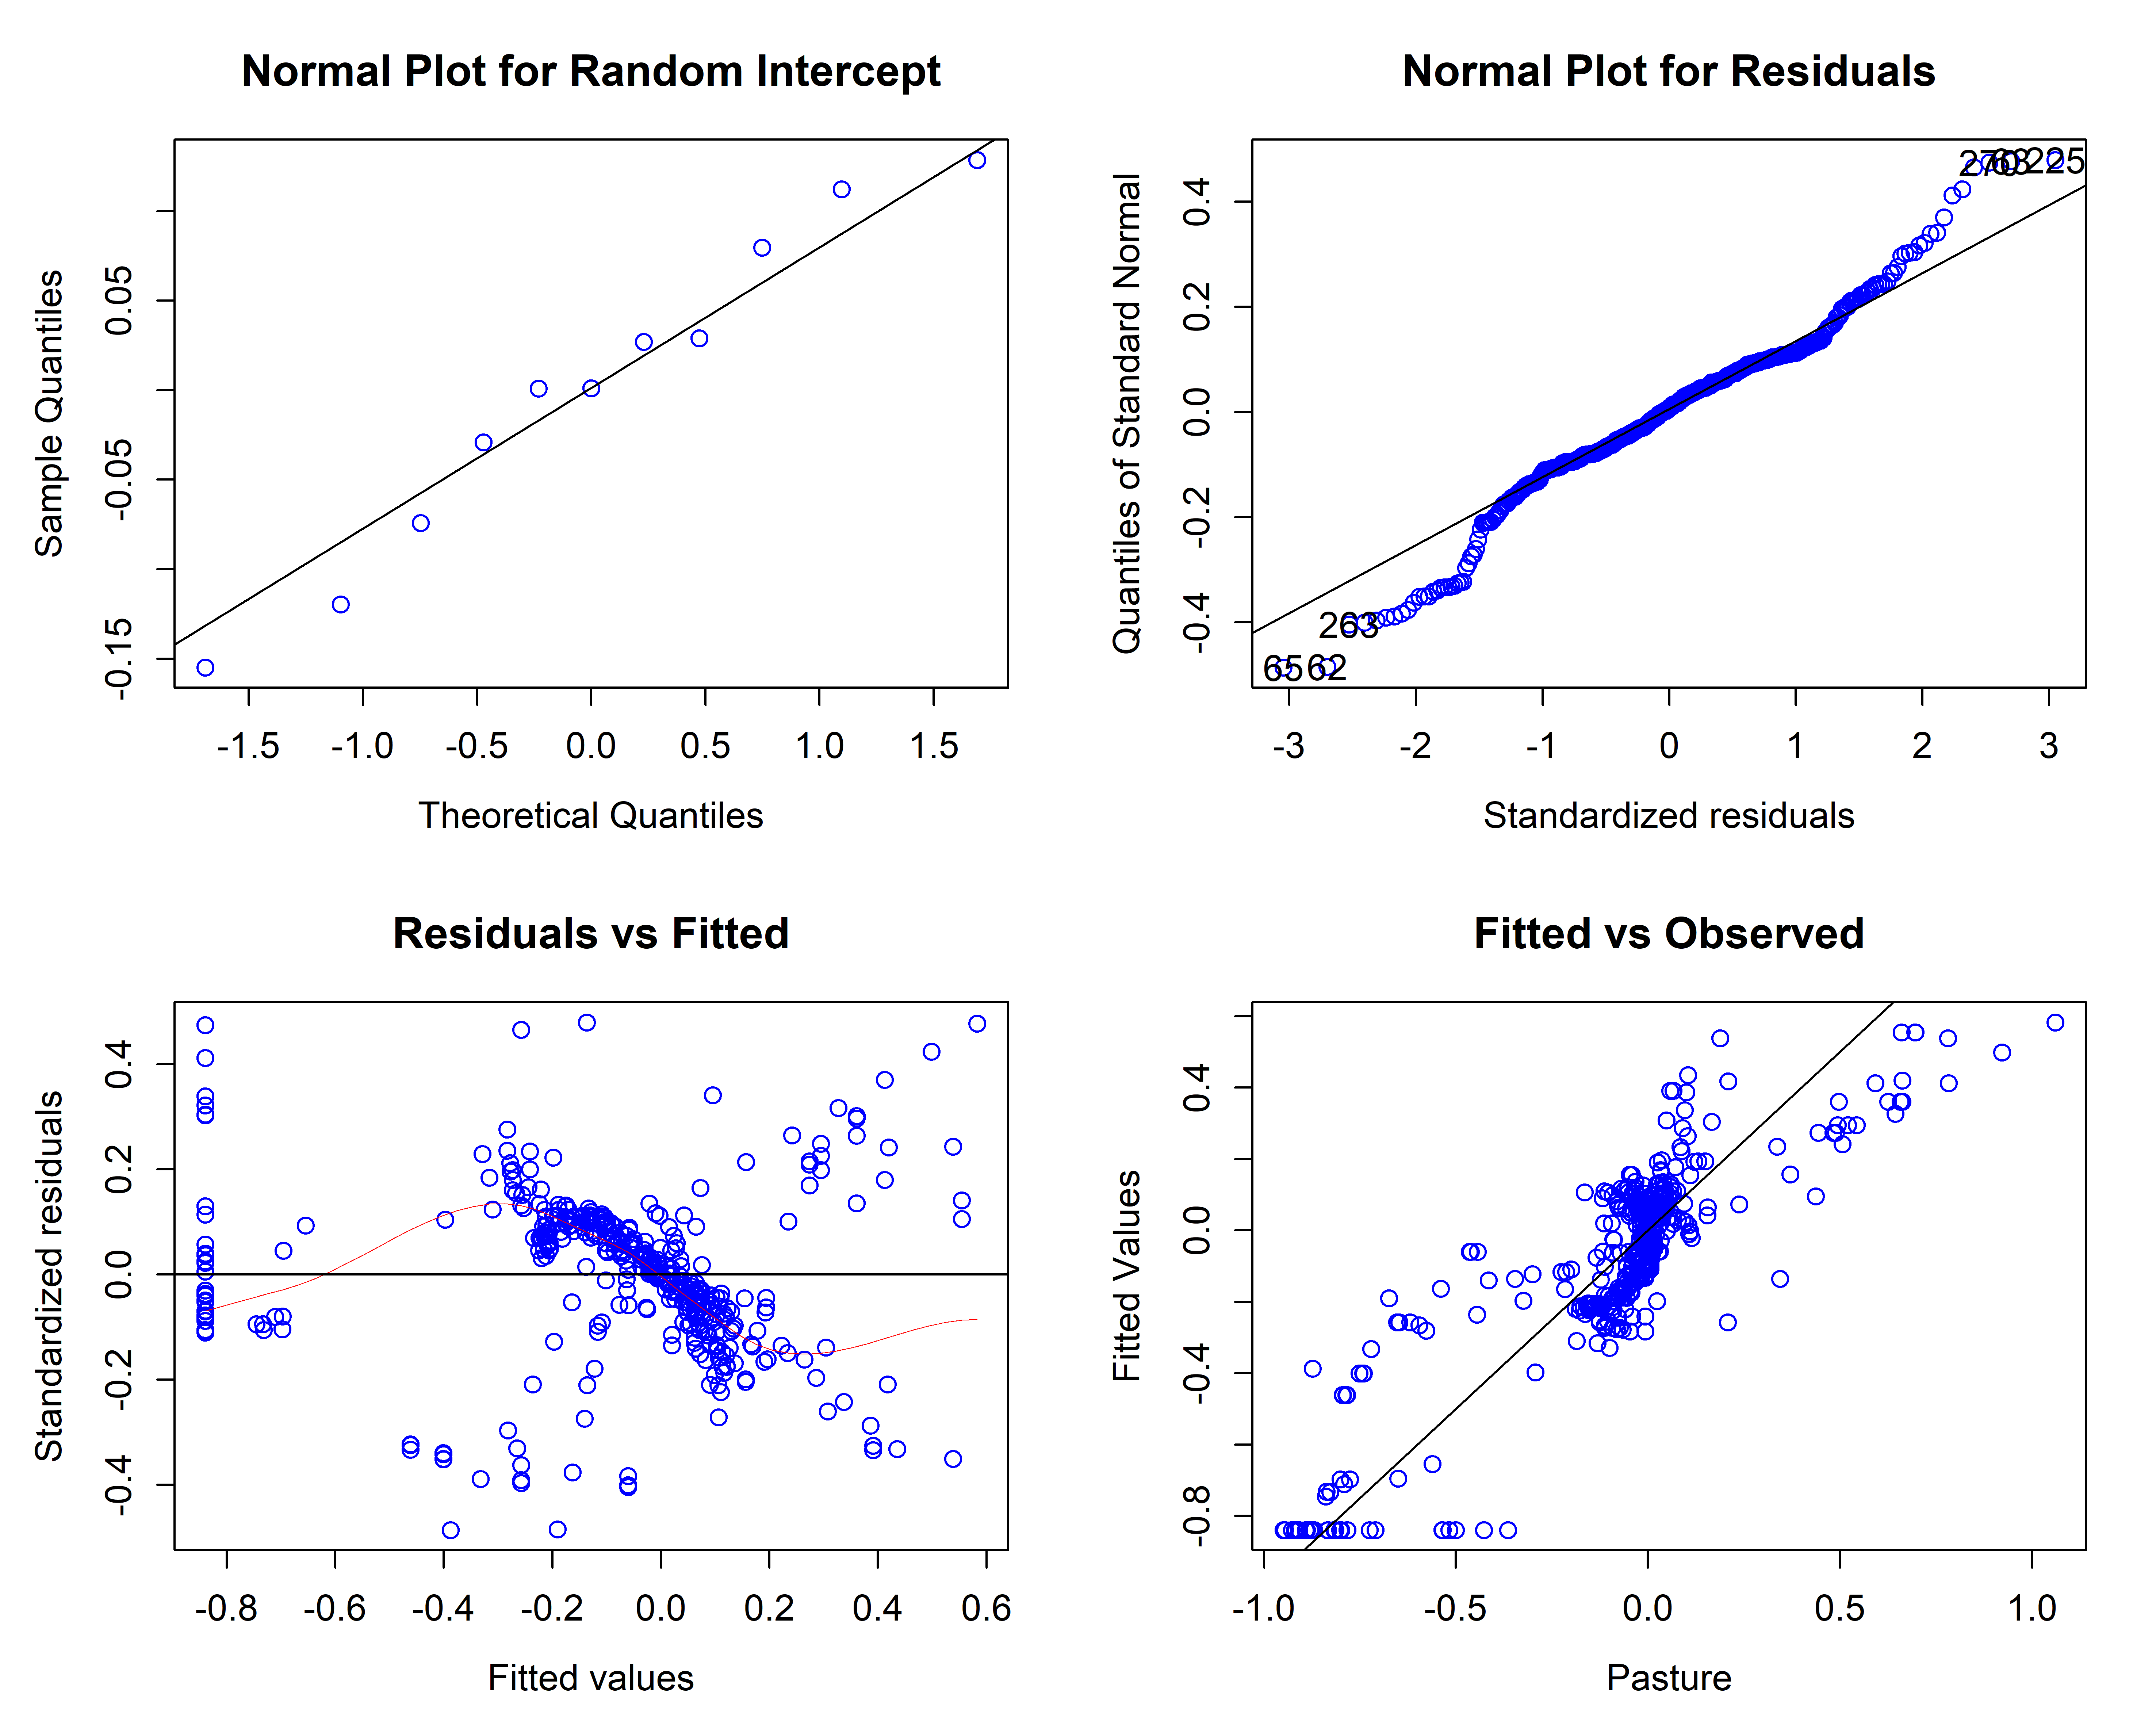 Normal Plot for Random Intercept
Sample Quantiles
0.05
-0.05
-0.15
-1.5 -1.0 -0.5 0.0 0.5 1.0 1.5
Theoretical Quantiles
Normal Plot for Residuals
Quantiles of Standard Normal
0.4
0.2
0.0
-0.2
-0.4
225
65 62
-3 -2 -1 0 1 2 3
Standardized residuals
Residuals vs Fitted
Standardized residuals
0.4
0.2
0.0
-0.2
-0.4
-0.8 -0.6 -0.4 -0.2 0.0 0.2 0.4 0.6
Fitted values
Fitted vs Observed
Fitted Values
0.4
0.0
-0.4
-0.8
-1.0 -0.5 0.0 0.5 1.0
Pasture